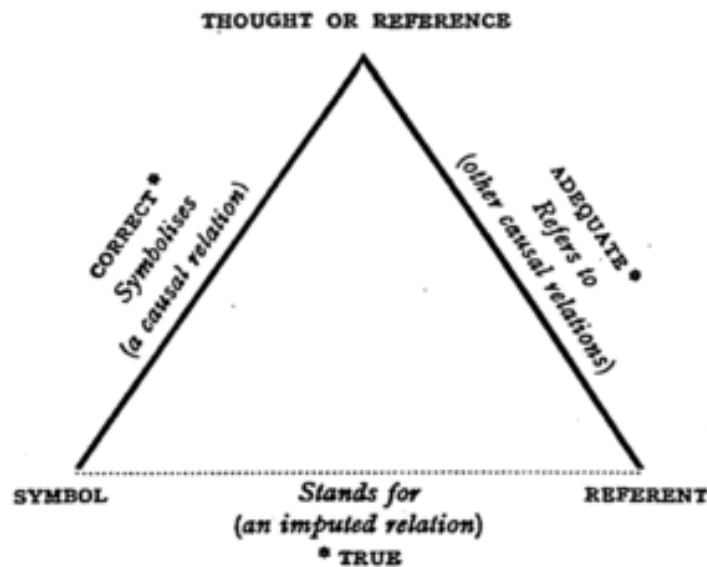 THOUGHT OR REFERENCE
CORRECT*
Symbolises
(a causal relation)
ADEQUATE*
Refers to
(other causal relations)
SYMBOL
Stands for
(an imputed relation)
* TRUE
REFERENT